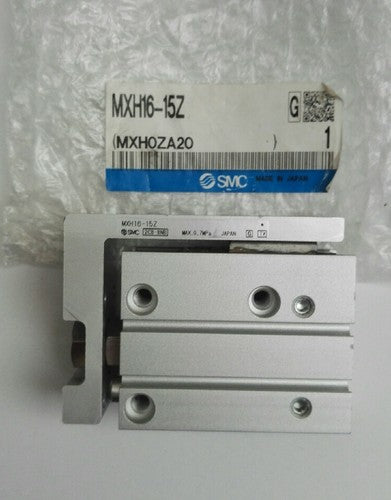 MXH16-15Z G
(MXH0ZA20 ) 1
SMC MADE IN JAPAN
MXH16-15Z
SMC MAX.0.7MPa JAPAN G